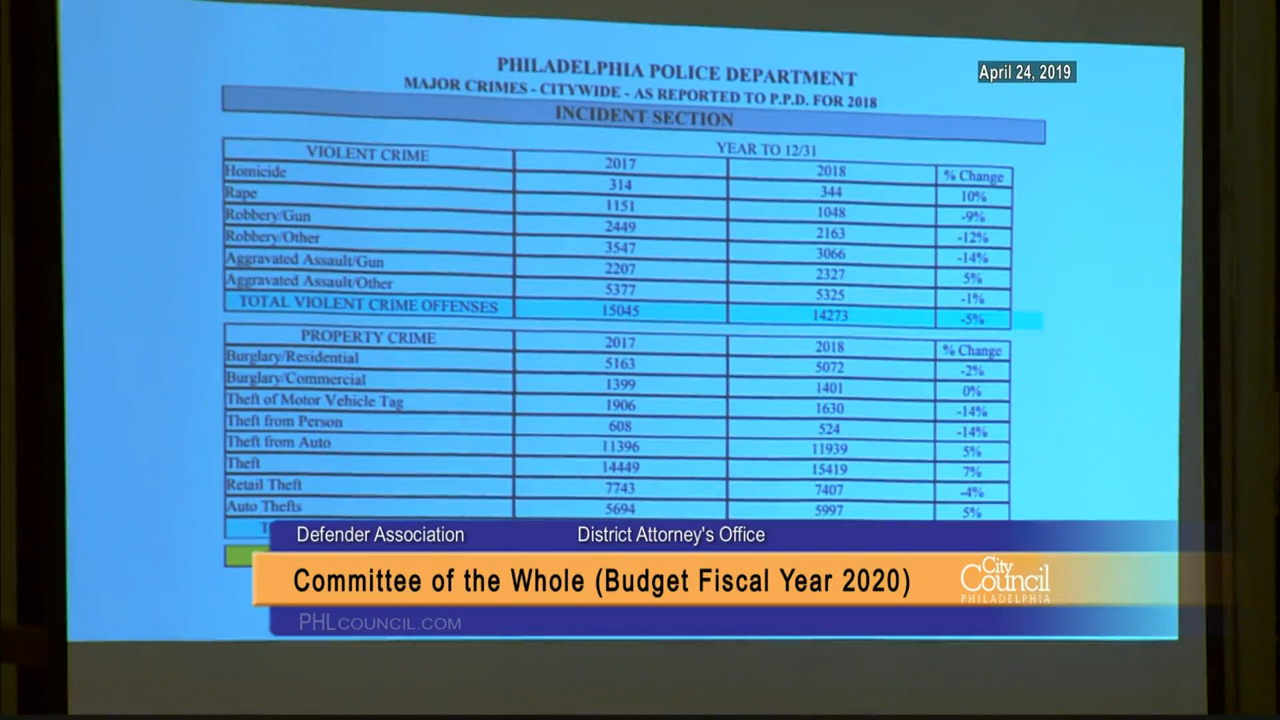 PHILADELPHIA POLICE DEPARTMENT
April 24, 2019
MAJOR CRIMES - CITYWIDE - AS REPORTED TO P.P.D. FOR 2018
INCIDENT SECTION
VIOLENT CRIME YEAR TO 12/31
2017 2018 % Change
Homicide 314 344 10%
Rape 1151 1048 -9%
Robbery/Gun 2449 2163 -12%
Robbery/Other 3547 3066 -14%
Aggravated Assault/Gun 2207 2327 5%
Aggravated Assault/Other 5377 5325 -1%
TOTAL VIOLENT CRIME OFFENSES 15045 14273 -5%
PROPERTY CRIME 2017 2018 % Change
Burglary/Residential 5163 5072 -2%
Burglary/Commercial 1399 1401 0%
Theft of Motor Vehicle Tag 1906 1630 -14%
Theft from Person 608 524 -14%
Theft from Auto 11396 11939 5%
Theft 14449 15419 7%
Retail Theft 7743 7407 -4%
Auto Thefts 5694 5997 5%
Defender Association District Attorney's Office
Committee of the Whole (Budget Fiscal Year 2020)
City Council PHILADELPHIA
PHLCOUNCIL.COM